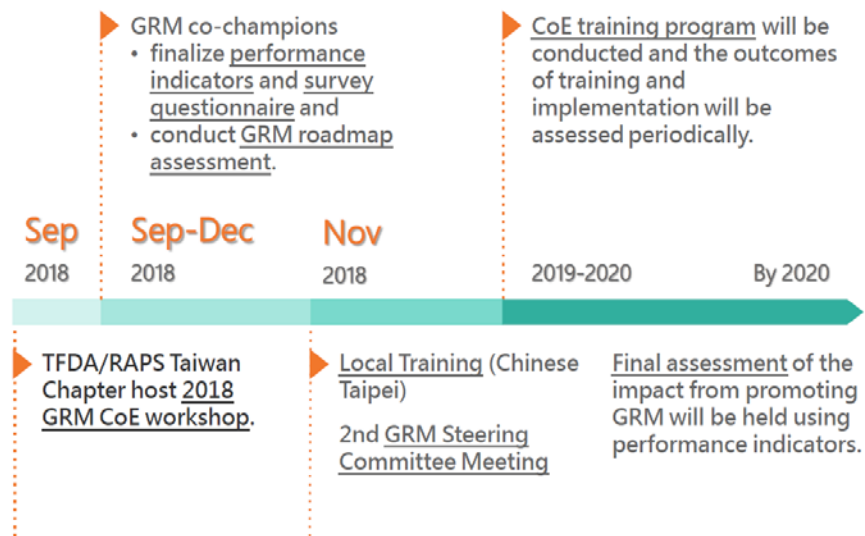 GRM co-champions
• finalize performance
indicators and survey
questionnaire and
• conduct GRM roadmap
assessment.
CoE training program will be
conducted and the outcomes
of training and
implementation will be
assessed periodically.
Sep
2018
Sep-Dec
2018
Nov
2018
2019-2020
By 2020
TFDA/RAPS Taiwan
Chapter host 2018
GRM CoE workshop.
Local Training (Chinese
Taipei)
2nd GRM Steering
Committee Meeting
Final assessment of the
impact from promoting
GRM will be held using
performance indicators.